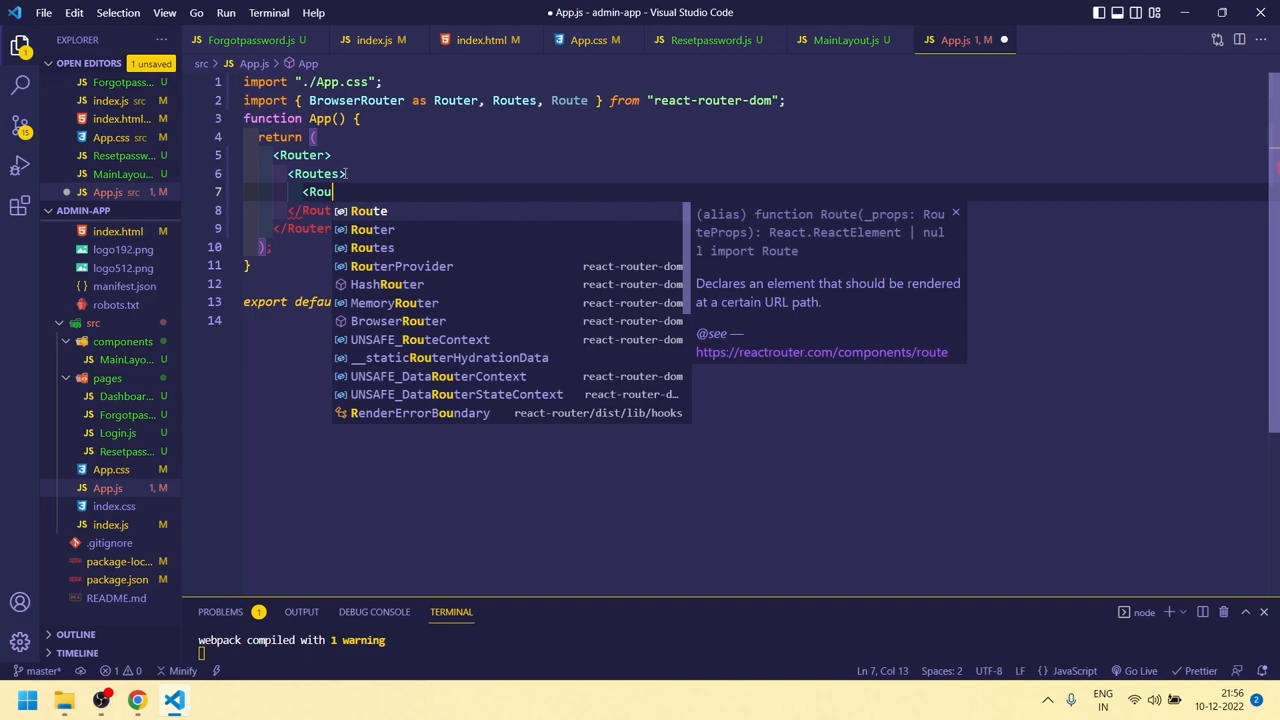 File Edit Selection View Go Run Terminal Help
● App.js - admin-app - Visual Studio Code
EXPLORER
OPEN EDITORS 1 unsaved
Forgotpass... U
index.js src M
index.html... M
App.css src M
Resetpassw... U
MainLayou... U
App.js 1, M
ADMIN-APP
index.html M
logo192.png
logo512.png
manifest.json
robots.txt
src
components
MainLayo... U
pages
Dashboar... U
Forgotpas... U
Login.js U
Resetpass... U
App.css M
App.js 1, M
index.css
index.js M
.gitignore
package-loc... M
package.json M
README.md
OUTLINE
TIMELINE
Forgotpassword.js U index.js M index.html M App.css M Resetpassword.js U MainLayout.js U App.js 1, M
src > App.js > App
1 import "./App.css";
2 import { BrowserRouter as Router, Routes, Route } from "react-router-dom";
3 function App() {
4 return (
5 <Router>
6 <Routes>
7 <Rou
8 </Rout
9 </Router
10 );
11 }
12
13 export defau
14
Route
Router
Routes
RouterProvider react-router-dom
HashRouter react-router-dom
MemoryRouter react-router-dom
BrowserRouter react-router-dom
UNSAFE_RouteContext react-router-dom
__staticRouterHydrationData
UNSAFE_DataRouterContext react-router-dom
UNSAFE_DataRouterStateContext react-router-d…
RenderErrorBoundary react-router/dist/lib/hooks
(alias) function Route(_props: Rou
teProps): React.ReactElement | nul
l import Route
Declares an element that should be rendered
at a certain URL path.
@see —
https://reactrouter.com/components/route
PROBLEMS 1 OUTPUT DEBUG CONSOLE TERMINAL
node
webpack compiled with 1 warning
master* 1 0 Minify
Ln 7, Col 13 Spaces: 2 UTF-8 LF { } JavaScript Go Live Prettier
ENG
IN
21:56
10-12-2022
2
1
15